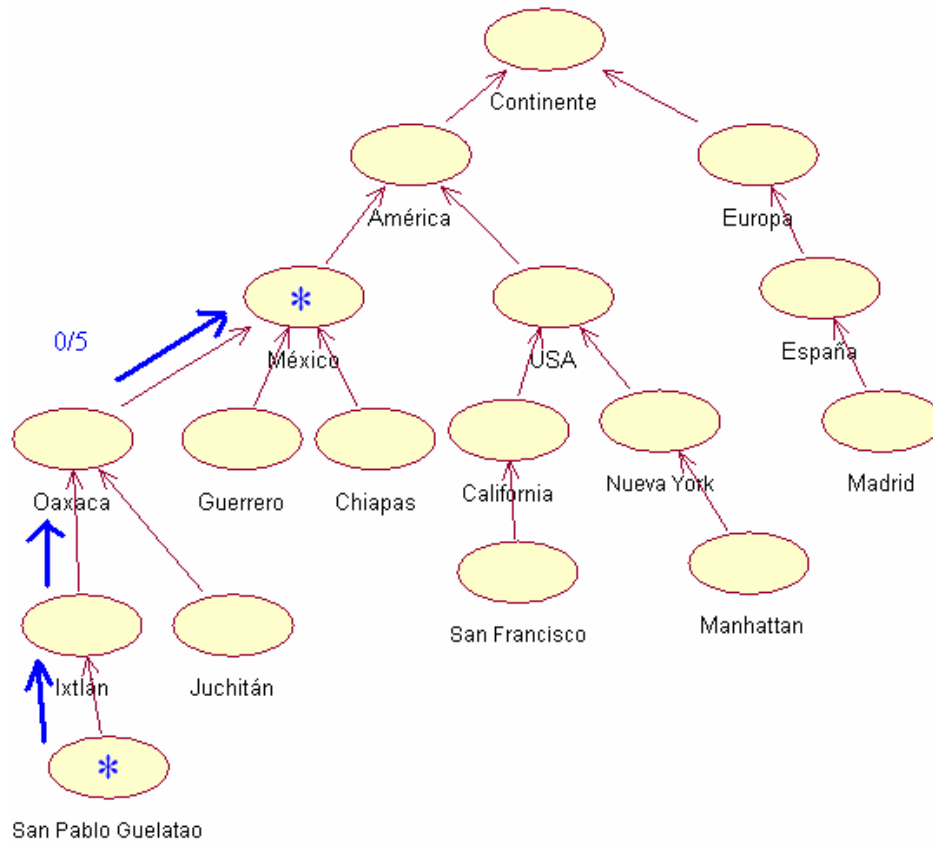 Continente
América
Europa
*
0/5
México
USA
España
Oaxaca
Guerrero
Chiapas
California
Nueva York
Madrid
San Francisco
Manhattan
Ixtlán
Juchitán
*
San Pablo Guelatao